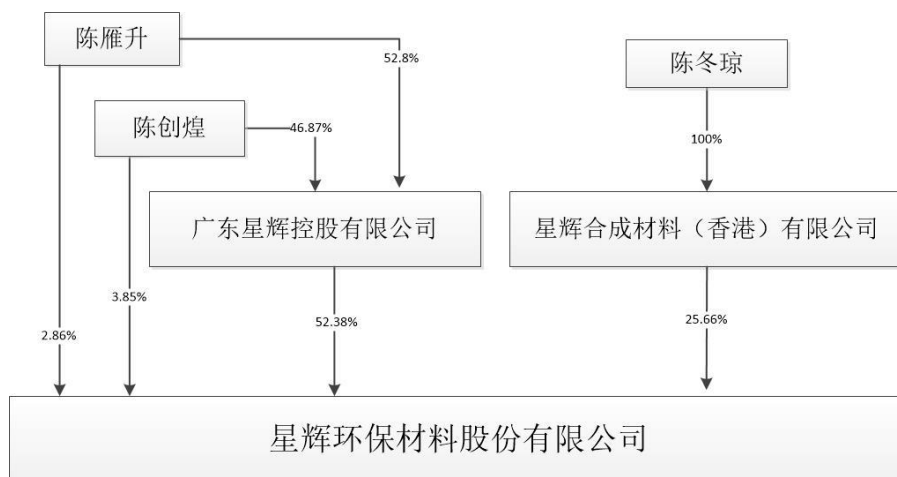 陈雁升
52.8%
陈冬琼
陈创煌
46.87%
100%
广东星辉控股有限公司
星辉合成材料（香港）有限公司
3.85%
52.38%
25.66%
2.86%
星辉环保材料股份有限公司